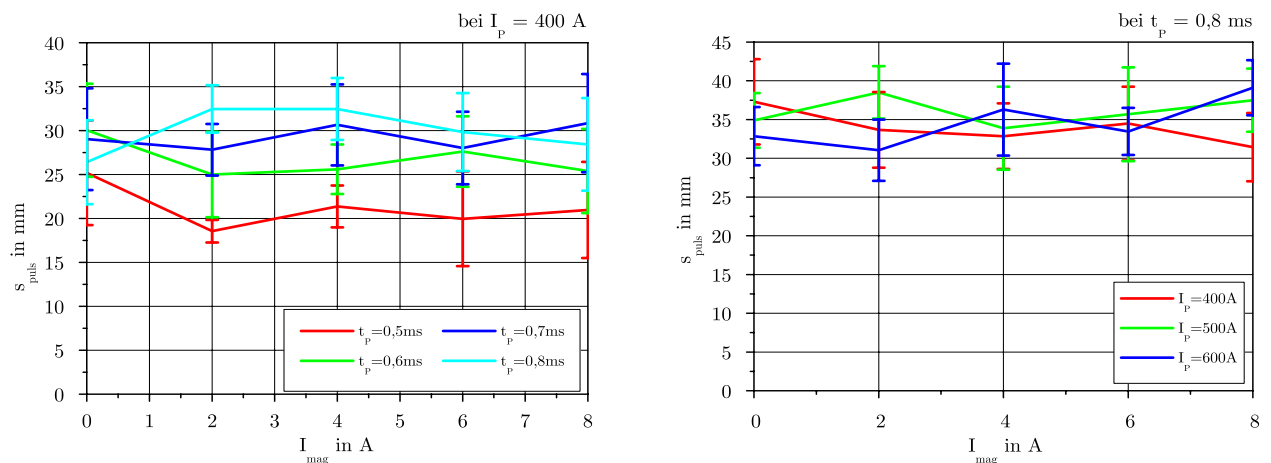 bei I_P = 400 A
40
35
30
25
20
15
10
5
0
s_puls in mm
t_P=0,5ms
t_P=0,7ms
t_P=0,6ms
t_P=0,8ms
0 1 2 3 4 5 6 7 8
I_mag in A
bei t_P = 0,8 ms
45
40
35
30
25
20
15
10
5
0
s_puls in mm
I_P=400A
I_P=500A
I_P=600A
0 2 4 6 8
I_mag in A